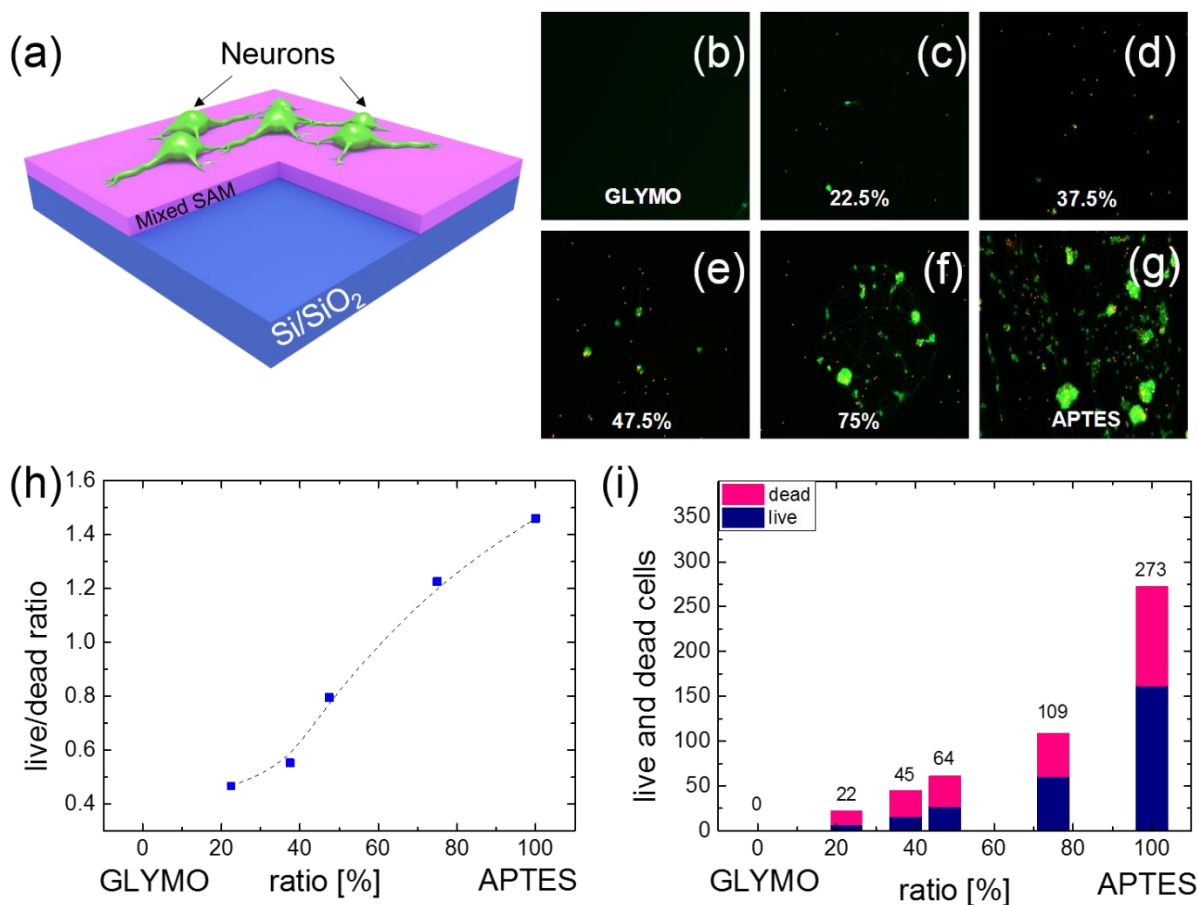 (a)
Neurons
Mixed SAM
Si/SiO2
(b)
GLYMO
(c)
22.5%
(d)
37.5%
(e)
47.5%
(f)
75%
(g)
APTES
(h)
live/dead ratio
1.6
1.4
1.2
1.0
0.8
0.6
0.4
0 20 40 60 80 100
GLYMO ratio [%] APTES
(i)
dead
live
live and dead cells
350
300
250
200
150
100
50
0
0 22 45 64 109 273
0 20 40 60 80 100
GLYMO ratio [%] APTES